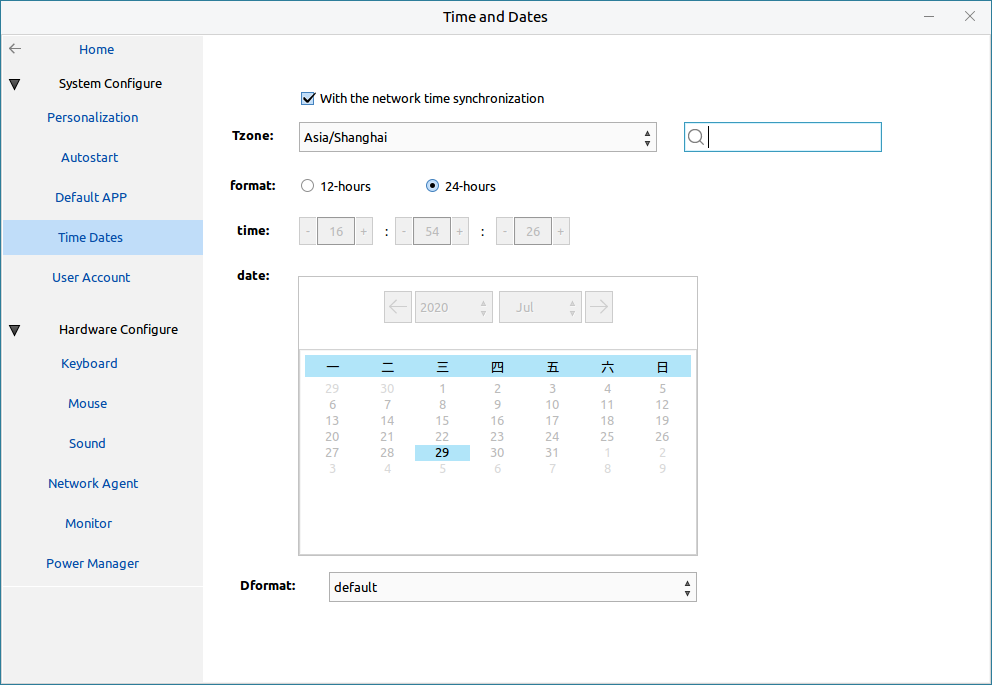 Time and Dates
Home
System Configure
Personalization
Autostart
Default APP
Time Dates
User Account
Hardware Configure
Keyboard
Mouse
Sound
Network Agent
Monitor
Power Manager
With the network time synchronization
Tzone: Asia/Shanghai
format: 12-hours 24-hours
time: - 16 + : - 54 + : - 26 +
date:
2020 Jul
一 二 三 四 五 六 日
29 30 1 2 3 4 5
6 7 8 9 10 11 12
13 14 15 16 17 18 19
20 21 22 23 24 25 26
27 28 29 30 31 1 2
3 4 5 6 7 8 9
Dformat: default